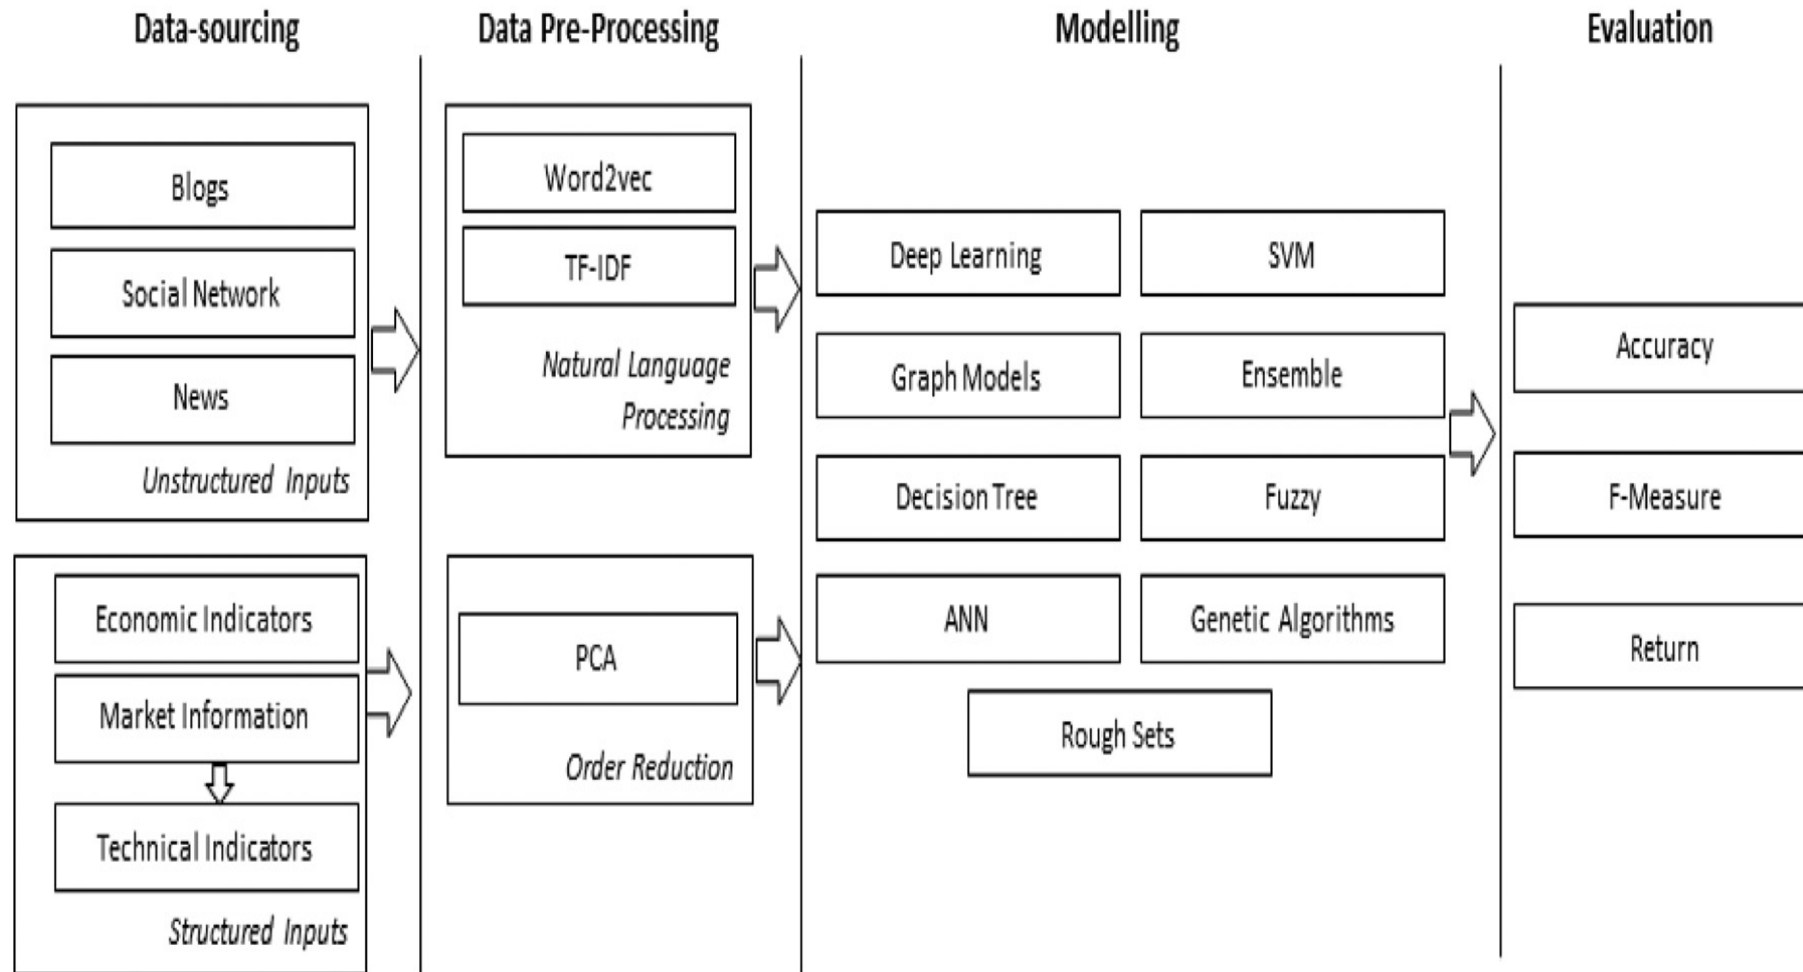 Data-sourcing
Data Pre-Processing
Modelling
Evaluation
Blogs
Social Network
News
Unstructured Inputs
Economic Indicators
Market Information
Technical Indicators
Structured Inputs
Word2vec
TF-IDF
Natural Language
Processing
PCA
Order Reduction
Deep Learning
SVM
Graph Models
Ensemble
Decision Tree
Fuzzy
ANN
Genetic Algorithms
Rough Sets
Accuracy
F-Measure
Return